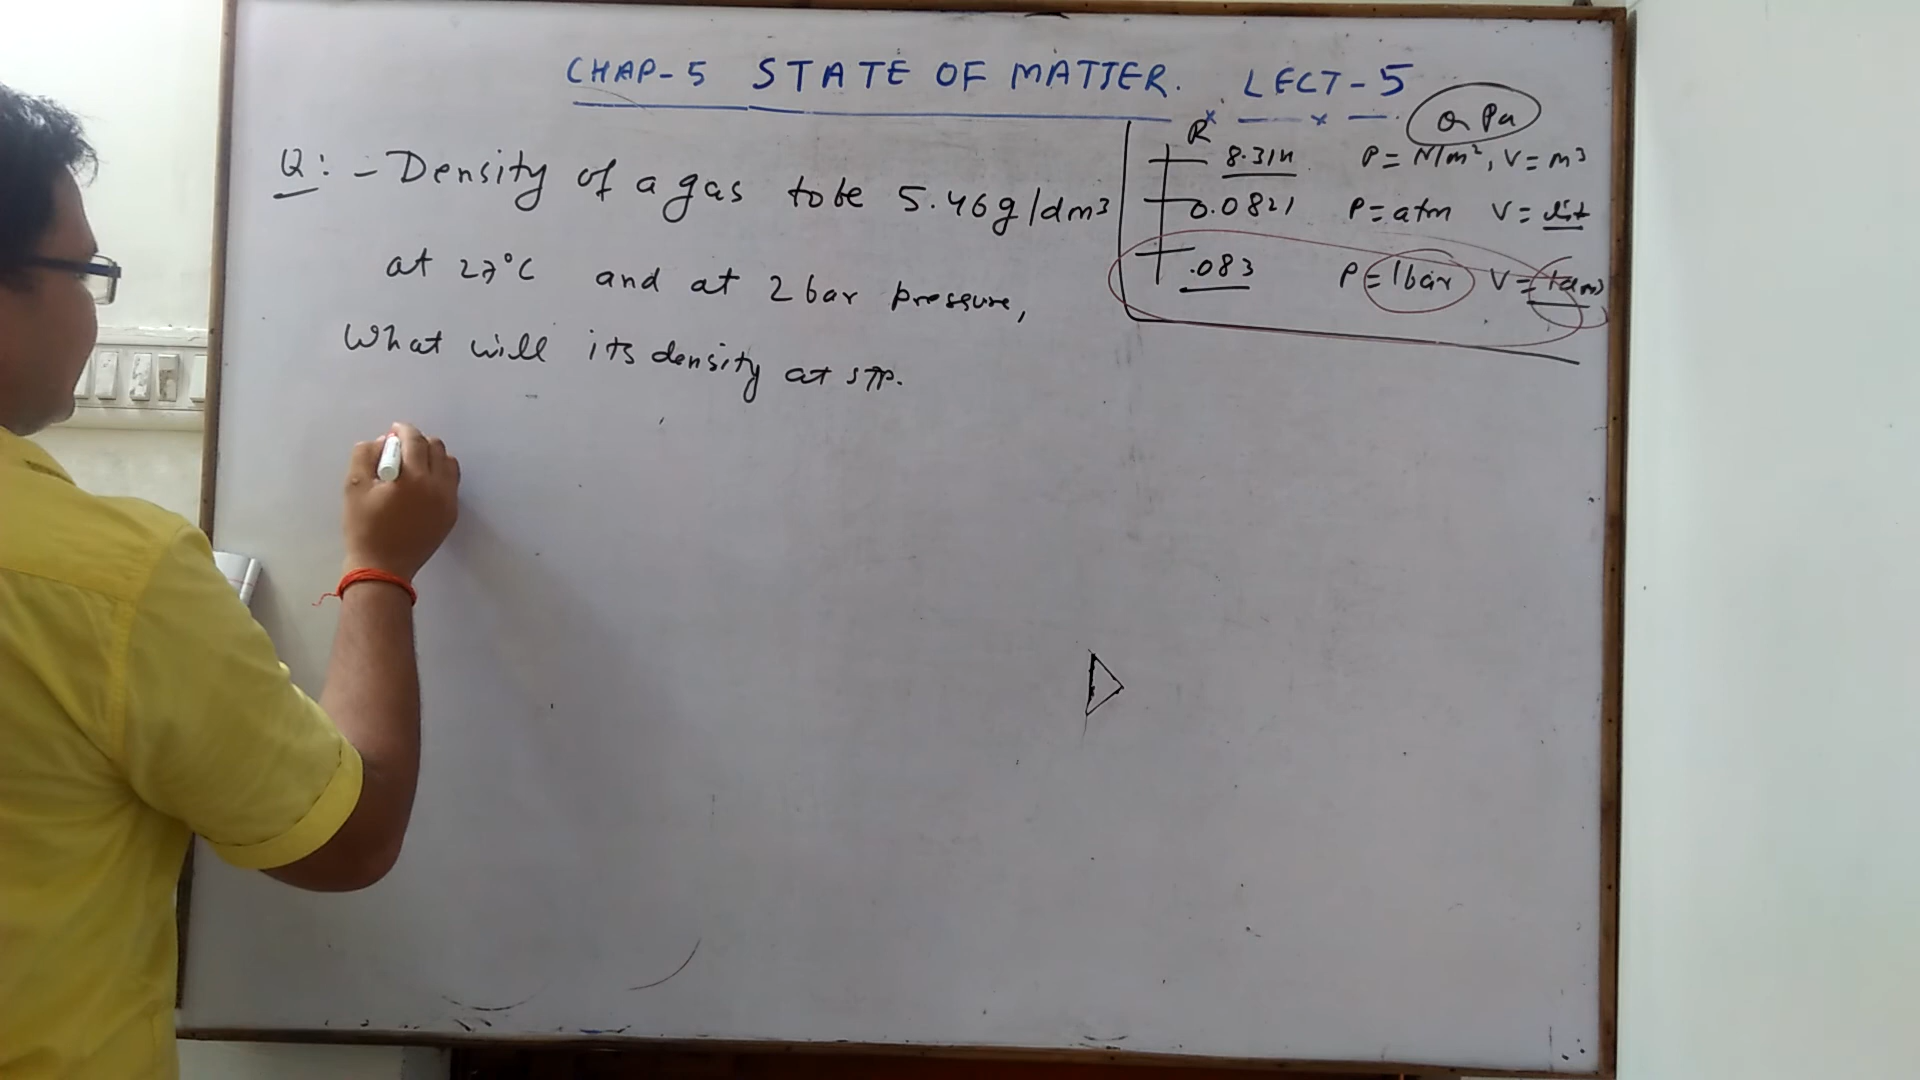 CHAP-5 STATE OF MATTER. LECT-5
Q:- Density of a gas to be 5.46g/dm3
at 27°C and at 2 bar pressure,
What will its density at STP.
R
or Pa
8.314 P = N/m², V = m3
0.0821 P = atm V = lit
.083 P = 1bar V = 1dm3